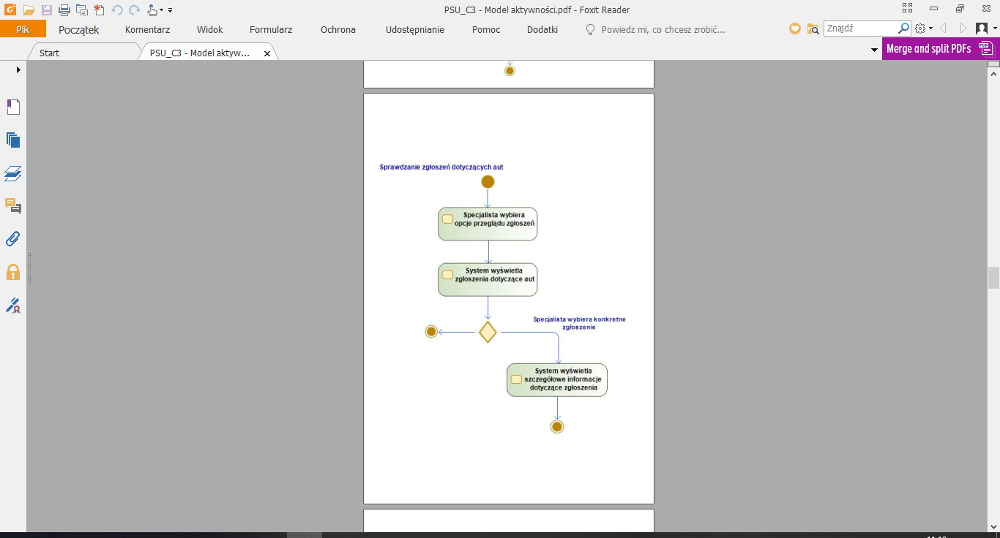 PSU_C3 - Model aktywności.pdf - Foxit Reader
Plik Początek Komentarz Widok Formularz Ochrona Udostępnianie Pomoc Dodatki Powiedz mi, co chcesz zrobić... Znajdź
Start PSU_C3 - Model aktyw... Merge and split PDFs
Sprawdzanie zgłoszeń dotyczących aut
Specjalista wybiera
opcje przeglądu zgłoszeń
System wyświetla
zgłoszenia dotyczące aut
Specjalista wybiera konkretne
zgłoszenie
System wyświetla
szczegółowe informacje
dotyczące zgłoszenia